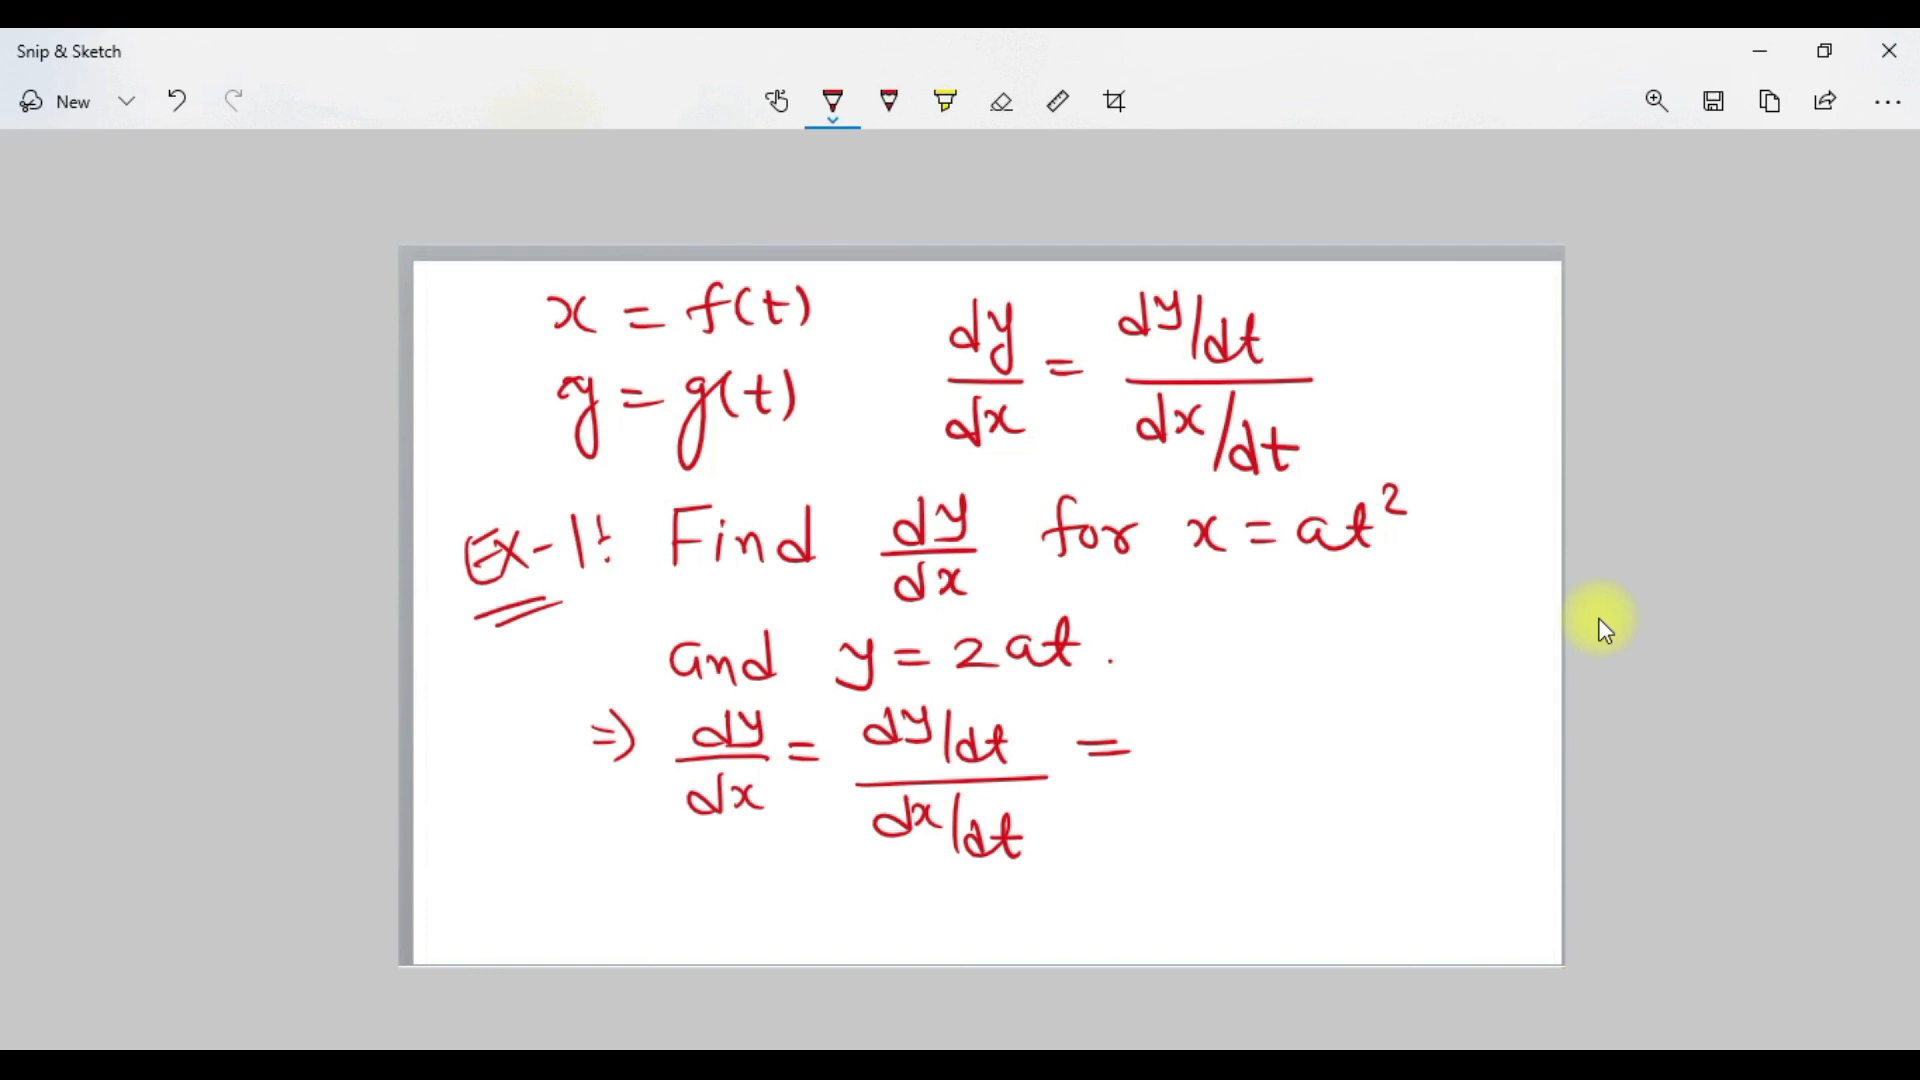 Snip & Sketch
New
x = f(t)
y = g(t)
dy/dx = (dy/dt)/(dx/dt)
Ex-1: Find dy/dx for x = at²
and y = 2at.
⇒ dy/dx = (dy/dt)/(dx/dt) =